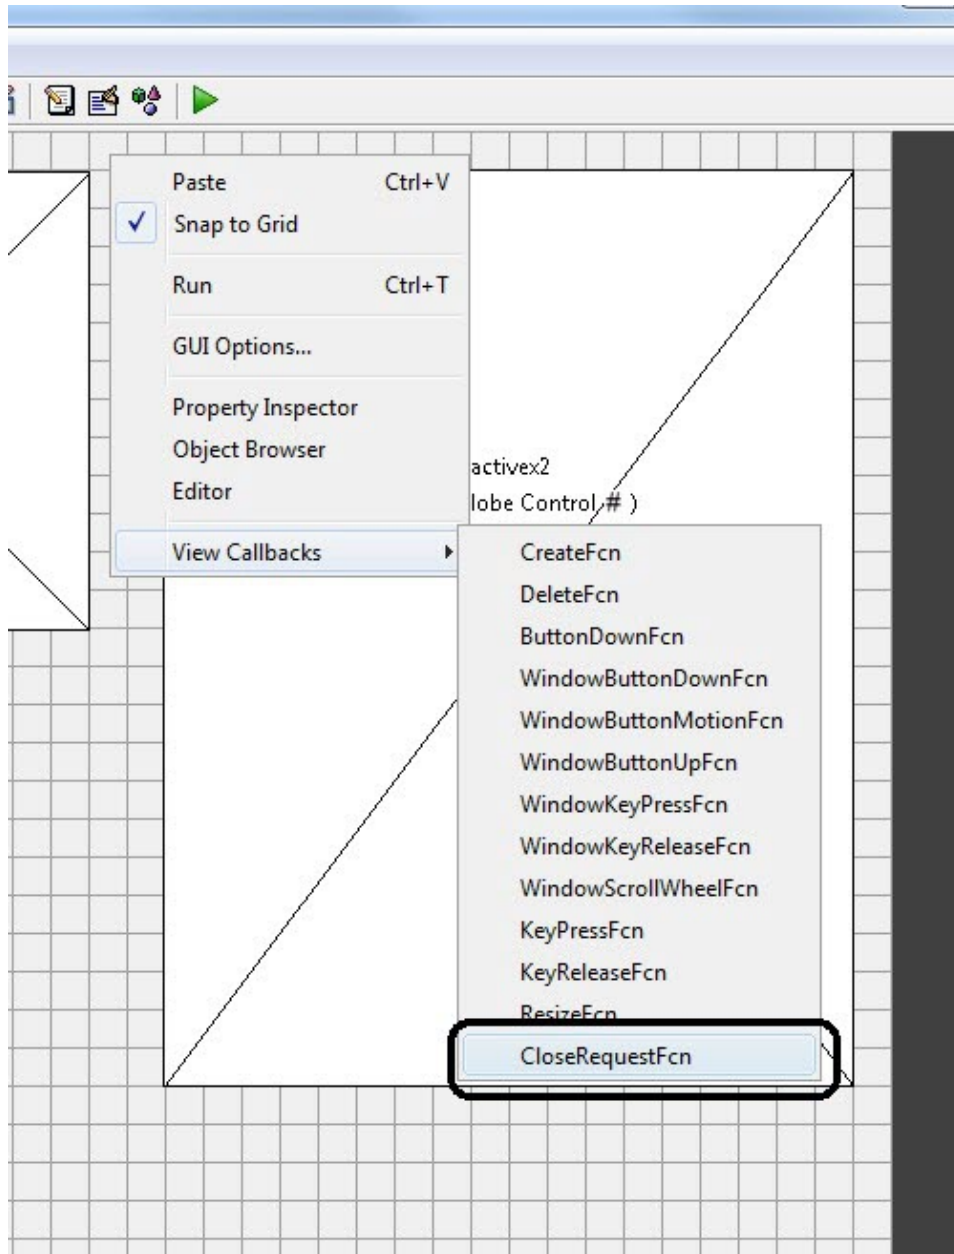 Paste Ctrl+V
Snap to Grid
Run Ctrl+T
GUI Options...
Property Inspector
Object Browser
Editor
View Callbacks
activex2
lobe Control, # )
CreateFcn
DeleteFcn
ButtonDownFcn
WindowButtonDownFcn
WindowButtonMotionFcn
WindowButtonUpFcn
WindowKeyPressFcn
WindowKeyReleaseFcn
WindowScrollWheelFcn
KeyPressFcn
KeyReleaseFcn
ResizeFcn
CloseRequestFcn